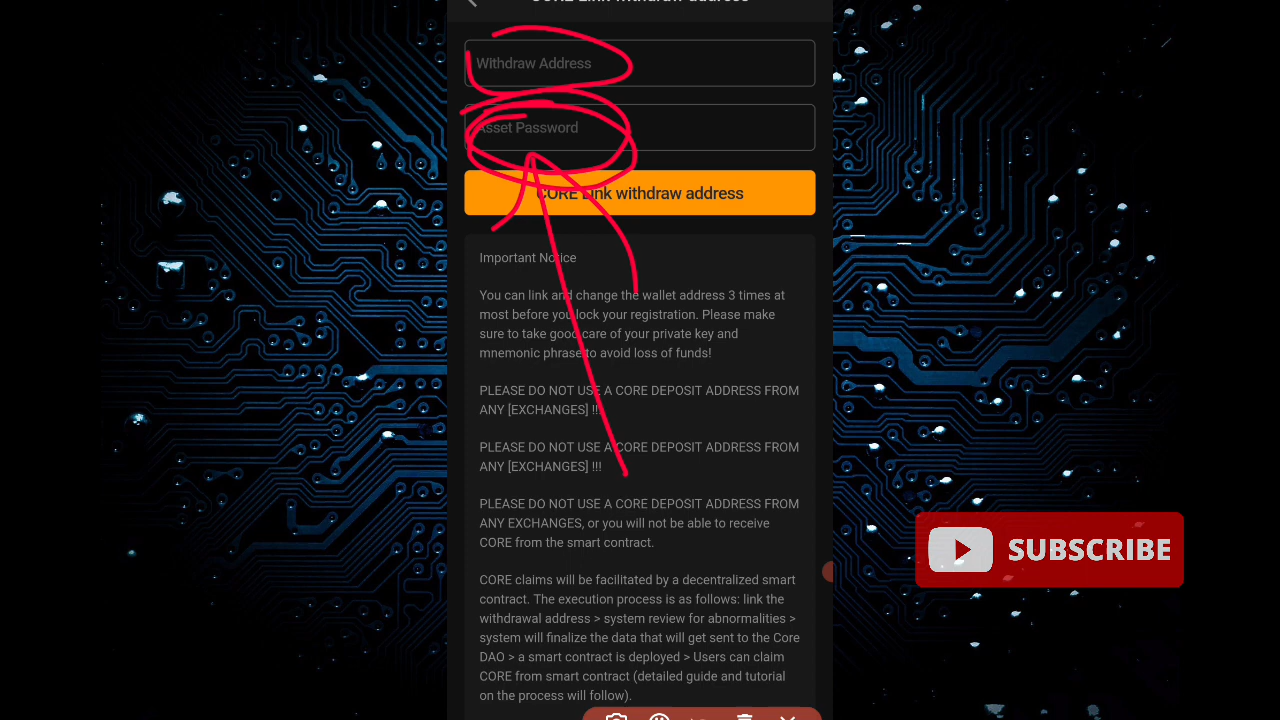 CORE Link withdraw address
Withdraw Address
Asset Password
CORE Link withdraw address
Important Notice
You can link and change the wallet address 3 times at
most before you lock your registration. Please make
sure to take good care of your private key and
mnemonic phrase to avoid loss of funds!
PLEASE DO NOT USE A CORE DEPOSIT ADDRESS FROM
ANY [EXCHANGES] !!!
PLEASE DO NOT USE A CORE DEPOSIT ADDRESS FROM
ANY [EXCHANGES] !!!
PLEASE DO NOT USE A CORE DEPOSIT ADDRESS FROM
ANY EXCHANGES, or you will not be able to receive
CORE from the smart contract.
CORE claims will be facilitated by a decentralized smart
contract. The execution process is as follows: link the
withdrawal address > system review for abnormalities >
system will finalize the data that will get sent to the Core
DAO > a smart contract is deployed > Users can claim
CORE from smart contract (detailed guide and tutorial
on the process will follow).
SUBSCRIBE